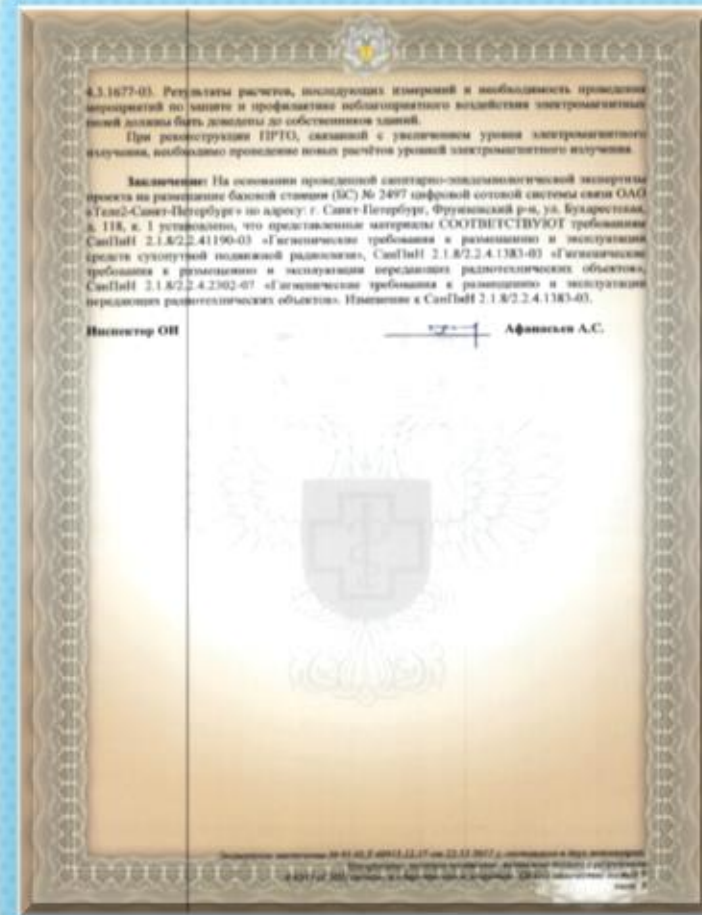 4.3.1677-03. Результаты расчетов, последующих измерений и необходимость проведения
мероприятий по защите и профилактике неблагоприятного воздействия электромагнитных
полей должны быть доведены до собственников зданий.
При реконструкции ПРТО, связанной с увеличением уровня электромагнитного
излучения, необходимо проведение новых расчётов уровней электромагнитного излучения.
Заключение: На основании проведенной санитарно-эпидемиологической экспертизы
проекта на размещение базовой станции (БС) № 2497 цифровой сотовой системы связи ОАО
«Теле2-Санкт-Петербург» по адресу: г. Санкт-Петербург, Фрунзенский р-н, ул. Бухарестская,
д. 118, к. 1 установлено, что представленные материалы СООТВЕТСТВУЮТ требованиям
СанПиН 2.1.8/2.2.41190-03 «Гигиенические требования к размещению и эксплуатации
средств сухопутной подвижной радиосвязи», СанПиН 2.1.8/2.2.4.1383-03 «Гигиенические
требования к размещению и эксплуатации передающих радиотехнических объектов»,
СанПиН 2.1.8/2.2.4.2302-07 «Гигиенические требования к размещению и эксплуатации
передающих радиотехнических объектов». Изменение к СанПиН 2.1.8/2.2.4.1383-03.
Инспектор ОИ Афанасьев А.С.